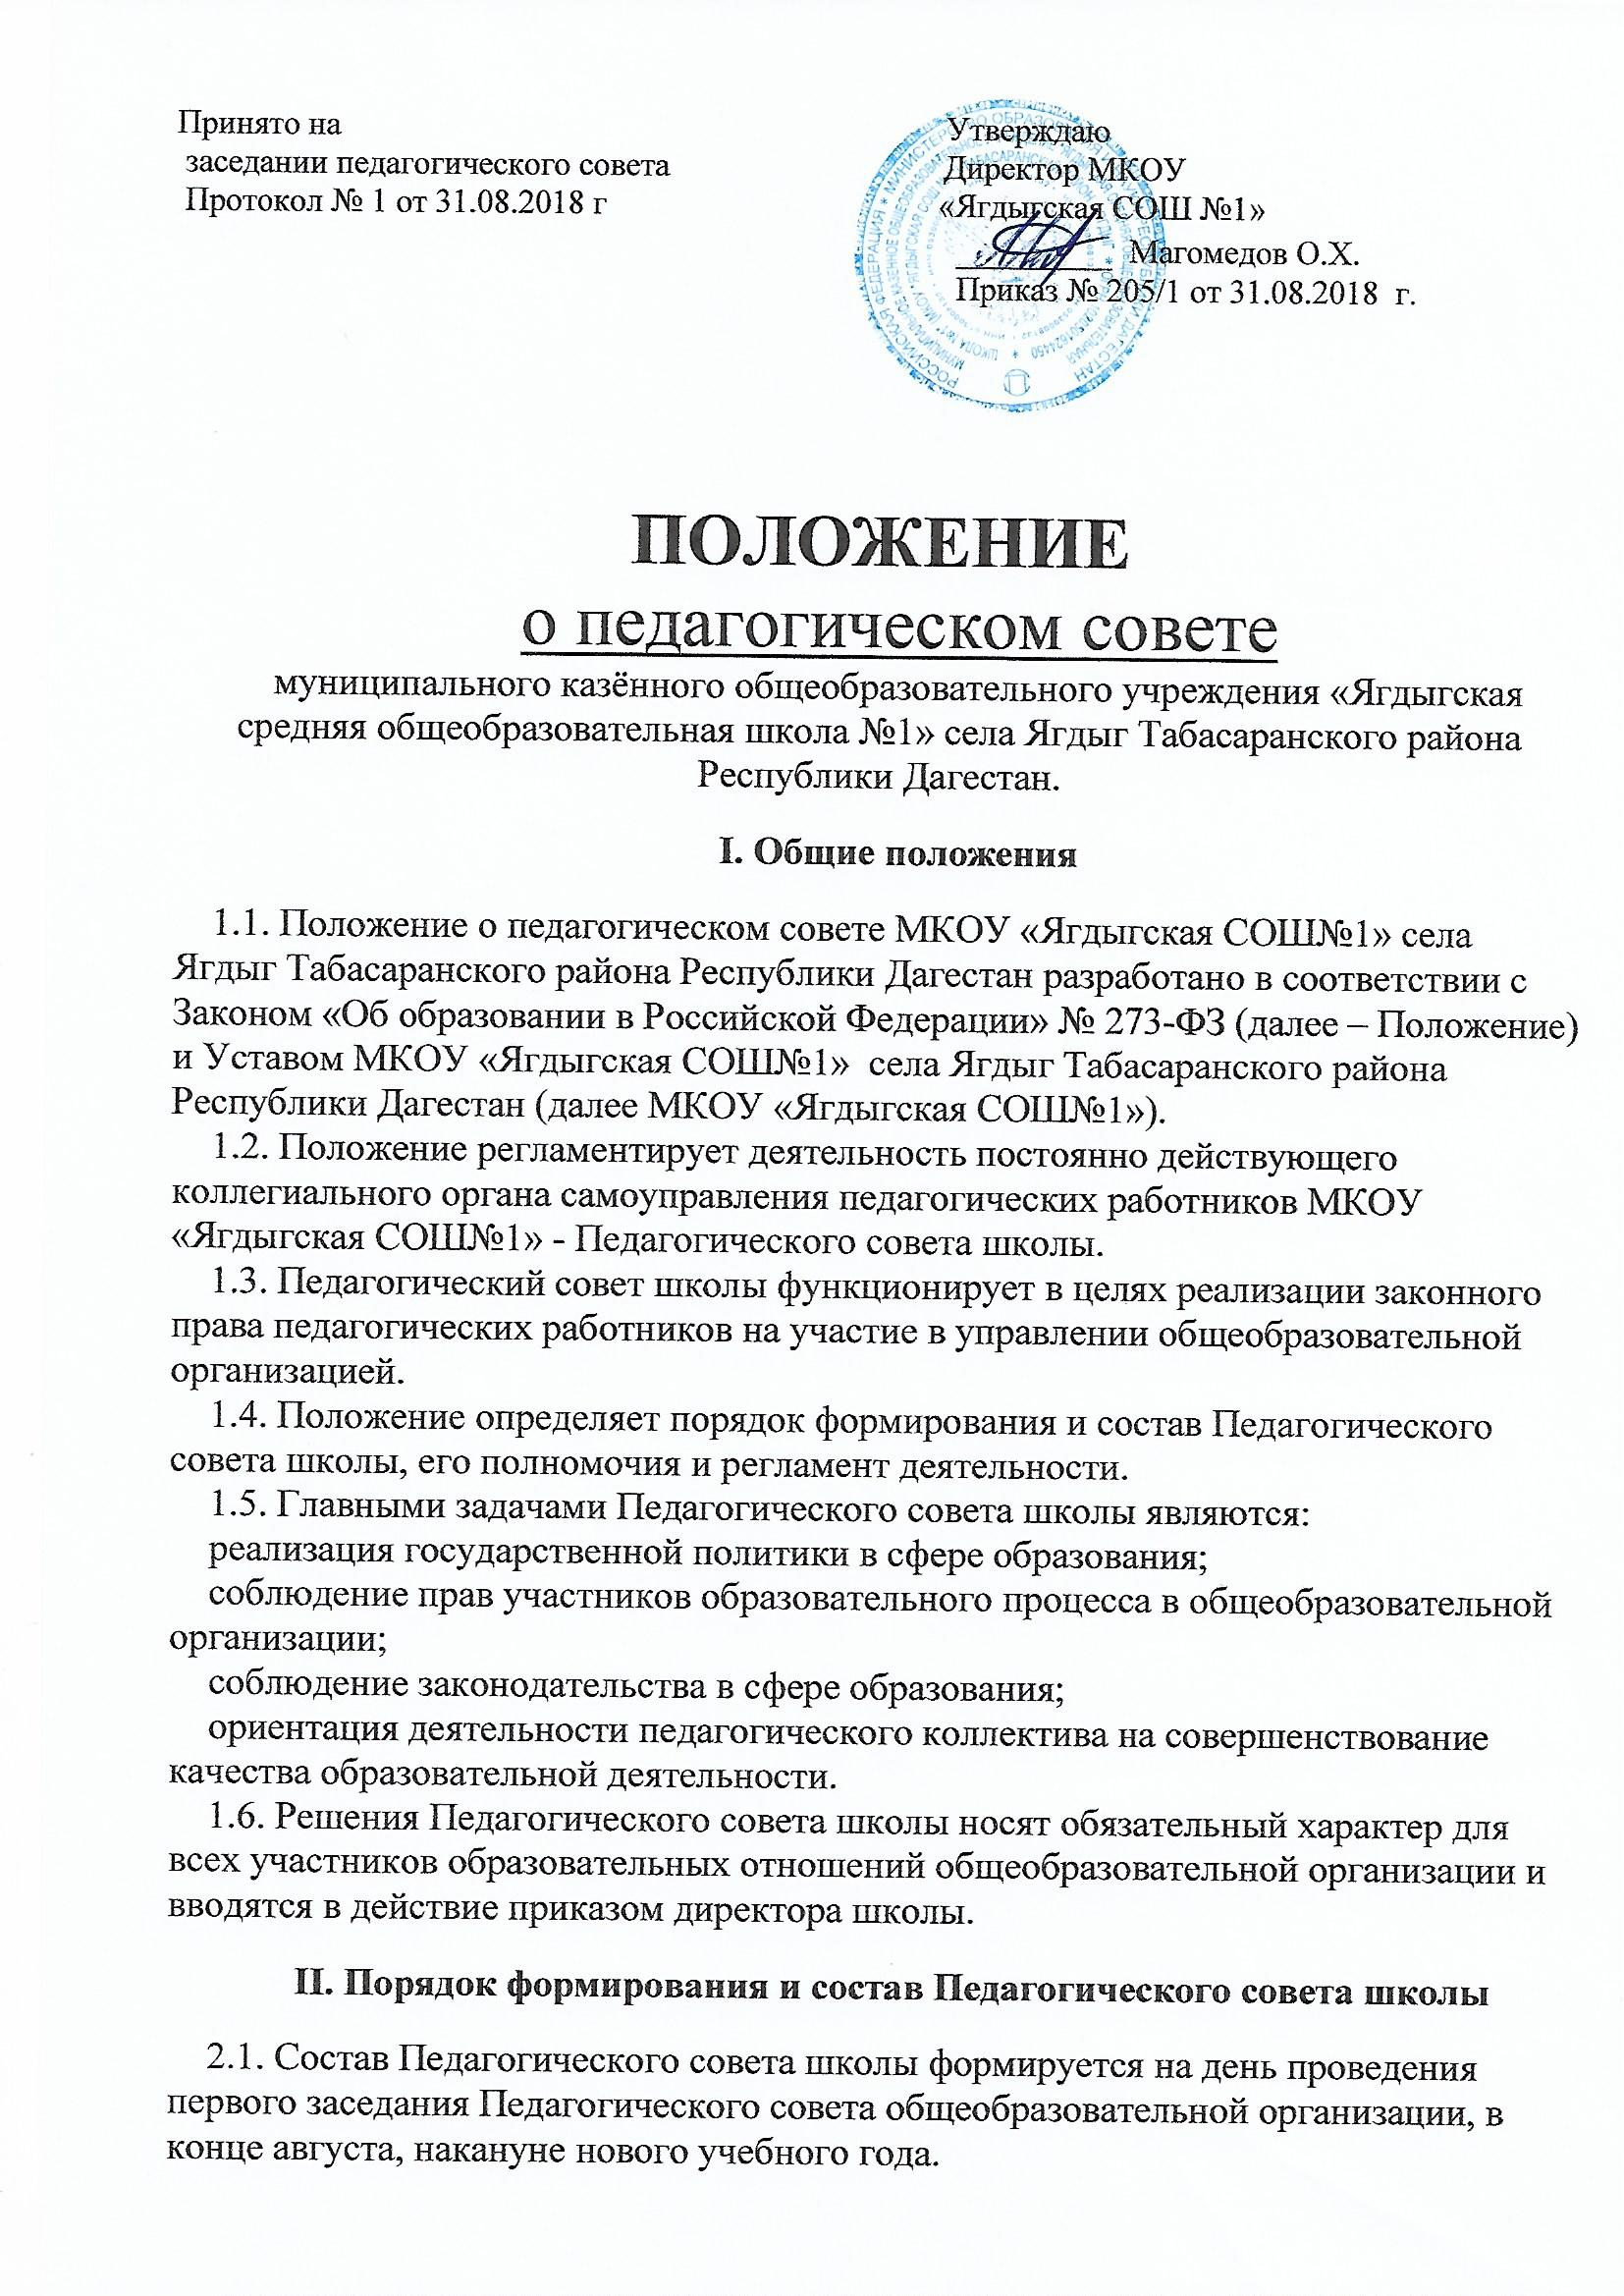 Принято на
заседании педагогического совета
Протокол № 1 от 31.08.2018 г
Утверждаю
Директор МКОУ
«Ягдыгская СОШ №1»
Магомедов О.Х.
Приказ № 205/1 от 31.08.2018 г.
ПОЛОЖЕНИЕ
о педагогическом совете
муниципального казённого общеобразовательного учреждения «Ягдыгская
средняя общеобразовательная школа №1» села Ягдыг Табасаранского района
Республики Дагестан.
I. Общие положения
1.1. Положение о педагогическом совете МКОУ «Ягдыгская СОШ№1» села
Ягдыг Табасаранского района Республики Дагестан разработано в соответствии с
Законом «Об образовании в Российской Федерации» № 273-ФЗ (далее – Положение)
и Уставом МКОУ «Ягдыгская СОШ№1» села Ягдыг Табасаранского района
Республики Дагестан (далее МКОУ «Ягдыгская СОШ№1»).
1.2. Положение регламентирует деятельность постоянно действующего
коллегиального органа самоуправления педагогических работников МКОУ
«Ягдыгская СОШ№1» - Педагогического совета школы.
1.3. Педагогический совет школы функционирует в целях реализации законного
права педагогических работников на участие в управлении общеобразовательной
организацией.
1.4. Положение определяет порядок формирования и состав Педагогического
совета школы, его полномочия и регламент деятельности.
1.5. Главными задачами Педагогического совета школы являются:
реализация государственной политики в сфере образования;
соблюдение прав участников образовательного процесса в общеобразовательной
организации;
соблюдение законодательства в сфере образования;
ориентация деятельности педагогического коллектива на совершенствование
качества образовательной деятельности.
1.6. Решения Педагогического совета школы носят обязательный характер для
всех участников образовательных отношений общеобразовательной организации и
вводятся в действие приказом директора школы.
II. Порядок формирования и состав Педагогического совета школы
2.1. Состав Педагогического совета школы формируется на день проведения
первого заседания Педагогического совета общеобразовательной организации, в
конце августа, накануне нового учебного года.